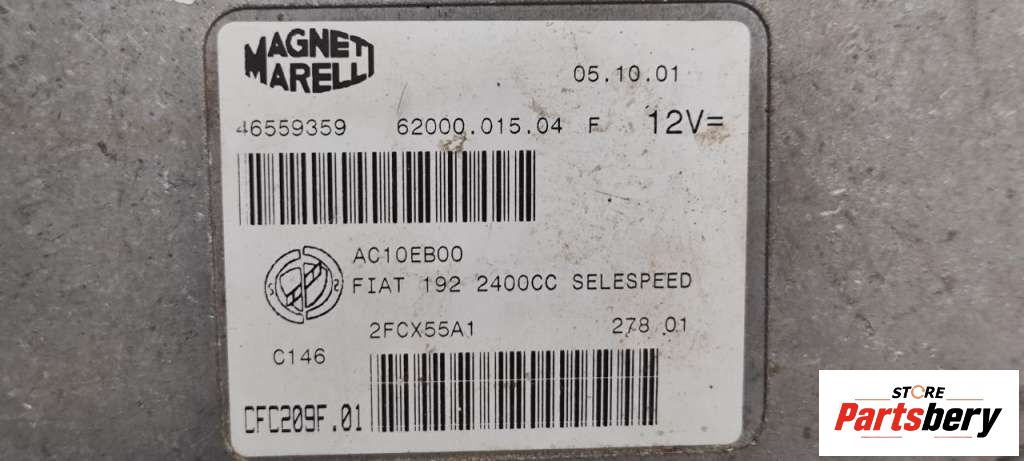 MAGNETI
MARELLI
05.10.01
46559359 62000.015.04 F 12V=
AC10EB00
FIAT 192 2400CC SELESPEED
2FCX55A1 278 01
C146
CFC209F.01
STORE
Partsbery